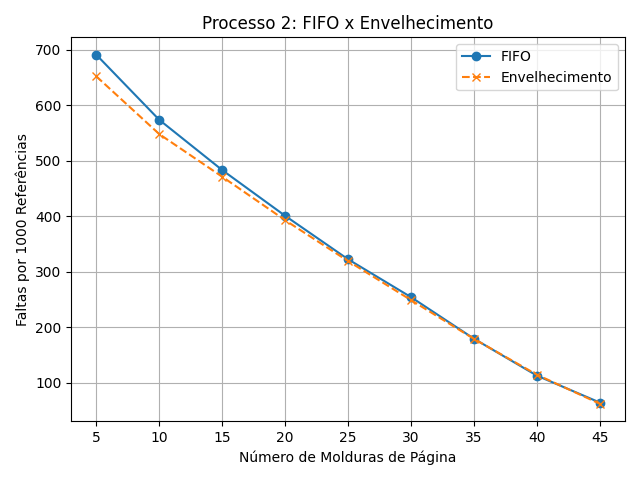 Processo 2: FIFO x Envelhecimento
FIFO
Envelhecimento
Faltas por 1000 Referências
700
600
500
400
300
200
100
5 10 15 20 25 30 35 40 45
Número de Molduras de Página